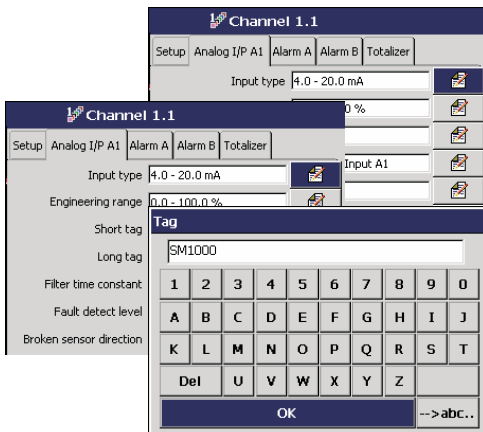 Channel 1.1
Setup Analog I/P A1 Alarm A Alarm B Totalizer
Input type 4.0 - 20.0 mA
0 %
Input A1
Channel 1.1
Setup Analog I/P A1 Alarm A Alarm B Totalizer
Input type 4.0 - 20.0 mA
Engineering range 0.0 - 100.0 %
Short tag
Long tag
Filter time constant
Fault detect level
Broken sensor direction
Tag
SM1000
1 2 3 4 5 6 7 8 9 0
A B C D E F G H I J
K L M N O P Q R S T
Del U V W X Y Z
OK -->abc..